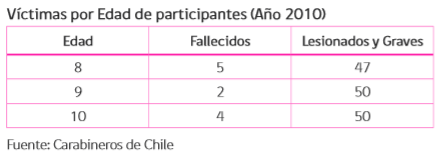 Víctimas por Edad de participantes (Año 2010)
Edad Fallecidos Lesionados y Graves
8 5 47
9 2 50
10 4 50
Fuente: Carabineros de Chile